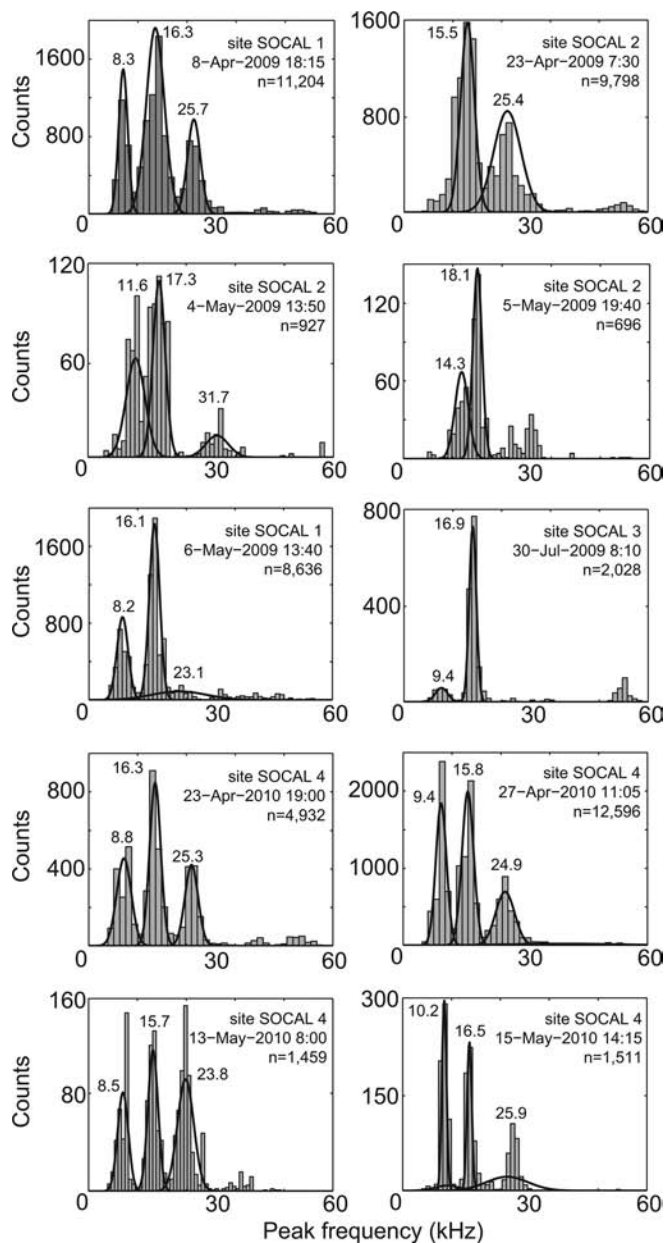 1600
800
0
0
30
60
Counts
8.3
16.3
25.7
site SOCAL 1
8-Apr-2009 18:15
n=11,204
1600
800
0
0
30
60
15.5
25.4
site SOCAL 2
23-Apr-2009 7:30
n=9,798
120
60
0
0
30
60
Counts
11.6
17.3
31.7
site SOCAL 2
4-May-2009 13:50
n=927
120
60
0
0
30
60
18.1
14.3
site SOCAL 2
5-May-2009 19:40
n=696
1600
800
0
0
30
60
Counts
16.1
8.2
23.1
site SOCAL 1
6-May-2009 13:40
n=8,636
800
400
0
0
30
60
16.9
9.4
site SOCAL 3
30-Jul-2009 8:10
n=2,028
800
400
0
0
30
60
Counts
16.3
8.8
25.3
site SOCAL 4
23-Apr-2010 19:00
n=4,932
2000
1000
0
0
30
60
9.4
15.8
24.9
site SOCAL 4
27-Apr-2010 11:05
n=12,596
160
80
0
0
30
60
Counts
8.5
15.7
23.8
site SOCAL 4
13-May-2010 8:00
n=1,459
300
150
0
0
30
60
10.2
16.5
25.9
site SOCAL 4
15-May-2010 14:15
n=1,511
Peak frequency (kHz)